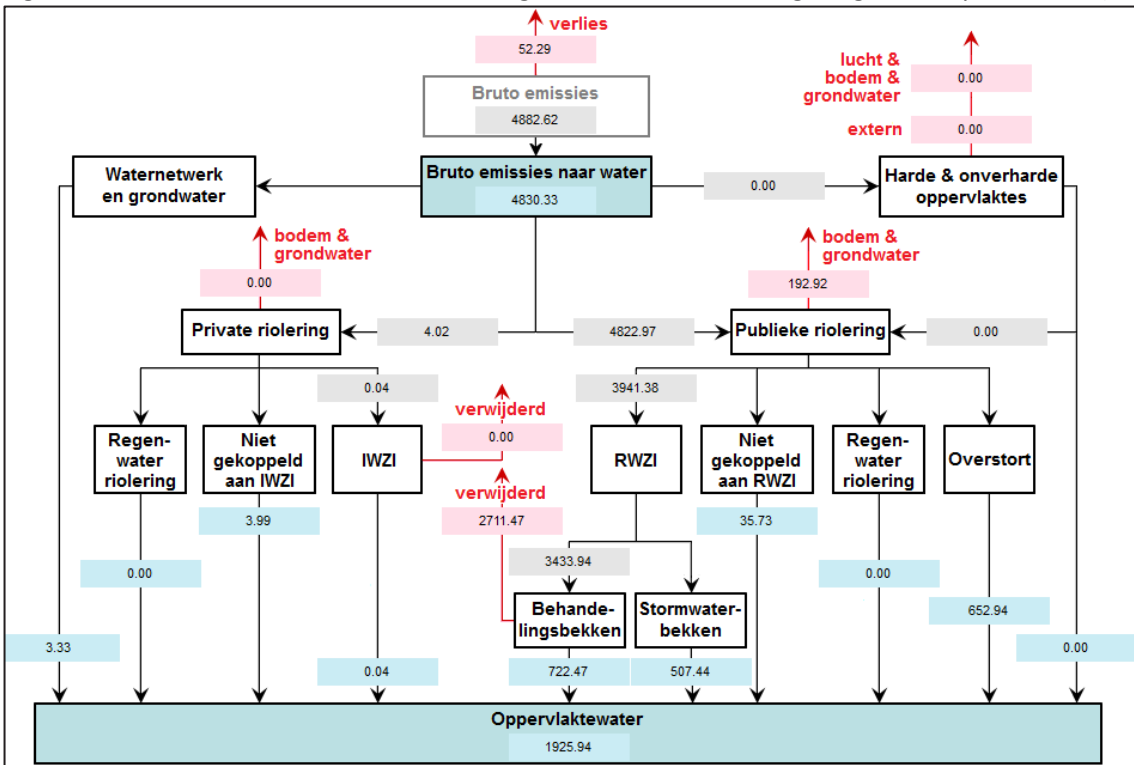 verlies
52.29
Bruto emissies
4882.62
lucht &
bodem &
grondwater
0.00
extern
0.00
Waternetwerk
en grondwater
Bruto emissies naar water
4830.33
0.00
Harde & onverharde
oppervlaktes
bodem &
grondwater
0.00
bodem &
grondwater
192.92
Private riolering
4.02
4822.97
Publieke riolering
0.00
0.04
3941.38
verwijderd
0.00
Regen-
water
riolering
Niet
gekoppeld
aan IWZI
IWZI
RWZI
Niet
gekoppeld
aan RWZI
Regen-
water
riolering
Overstort
verwijderd
2711.47
3.99
35.73
0.00
3433.94
0.00
Behande-
lingsbekken
Stormwater-
bekken
652.94
3.33
0.04
722.47
507.44
0.00
Oppervlaktewater
1925.94